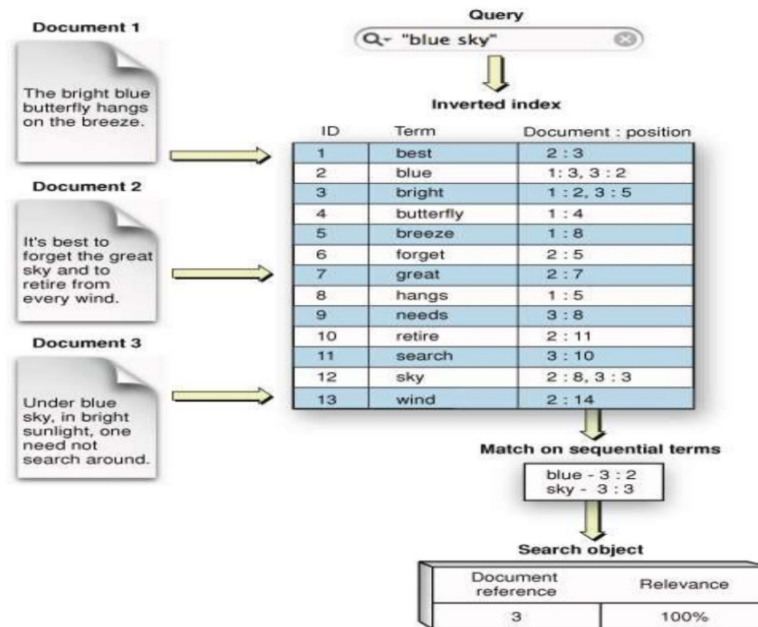 Document 1
The bright blue
butterfly hangs
on the breeze.
Document 2
It's best to
forget the great
sky and to
retire from
every wind.
Document 3
Under blue
sky, in bright
sunlight, one
need not
search around.
Query
"blue sky"
Inverted index
ID Term Document : position
1 best 2 : 3
2 blue 1: 3, 3 : 2
3 bright 1 : 2, 3 : 5
4 butterfly 1 : 4
5 breeze 1 : 8
6 forget 2 : 5
7 great 2 : 7
8 hangs 1 : 5
9 needs 3 : 8
10 retire 2 : 11
11 search 3 : 10
12 sky 2 : 8, 3 : 3
13 wind 2 : 14
Match on sequential terms
blue - 3 : 2
sky - 3 : 3
Search object
Document
reference
Relevance
3 100%